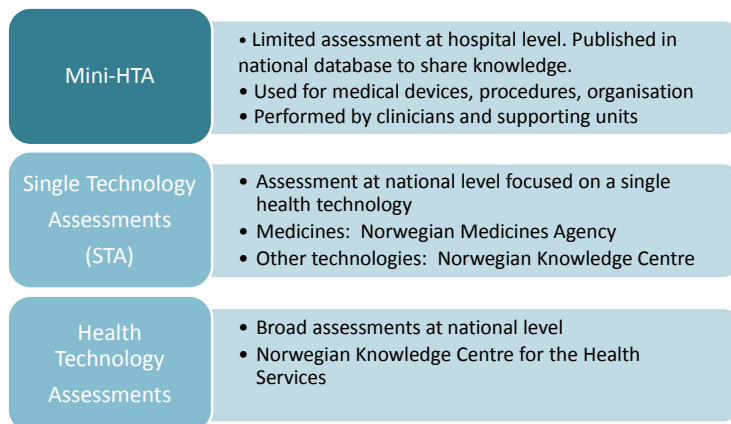 Mini-HTA
• Limited assessment at hospital level. Published in
national database to share knowledge.
• Used for medical devices, procedures, organisation
• Performed by clinicians and supporting units
Single Technology
Assessments
(STA)
• Assessment at national level focused on a single
health technology
• Medicines: Norwegian Medicines Agency
• Other technologies: Norwegian Knowledge Centre
Health
Technology
Assessments
• Broad assessments at national level
• Norwegian Knowledge Centre for the Health
Services